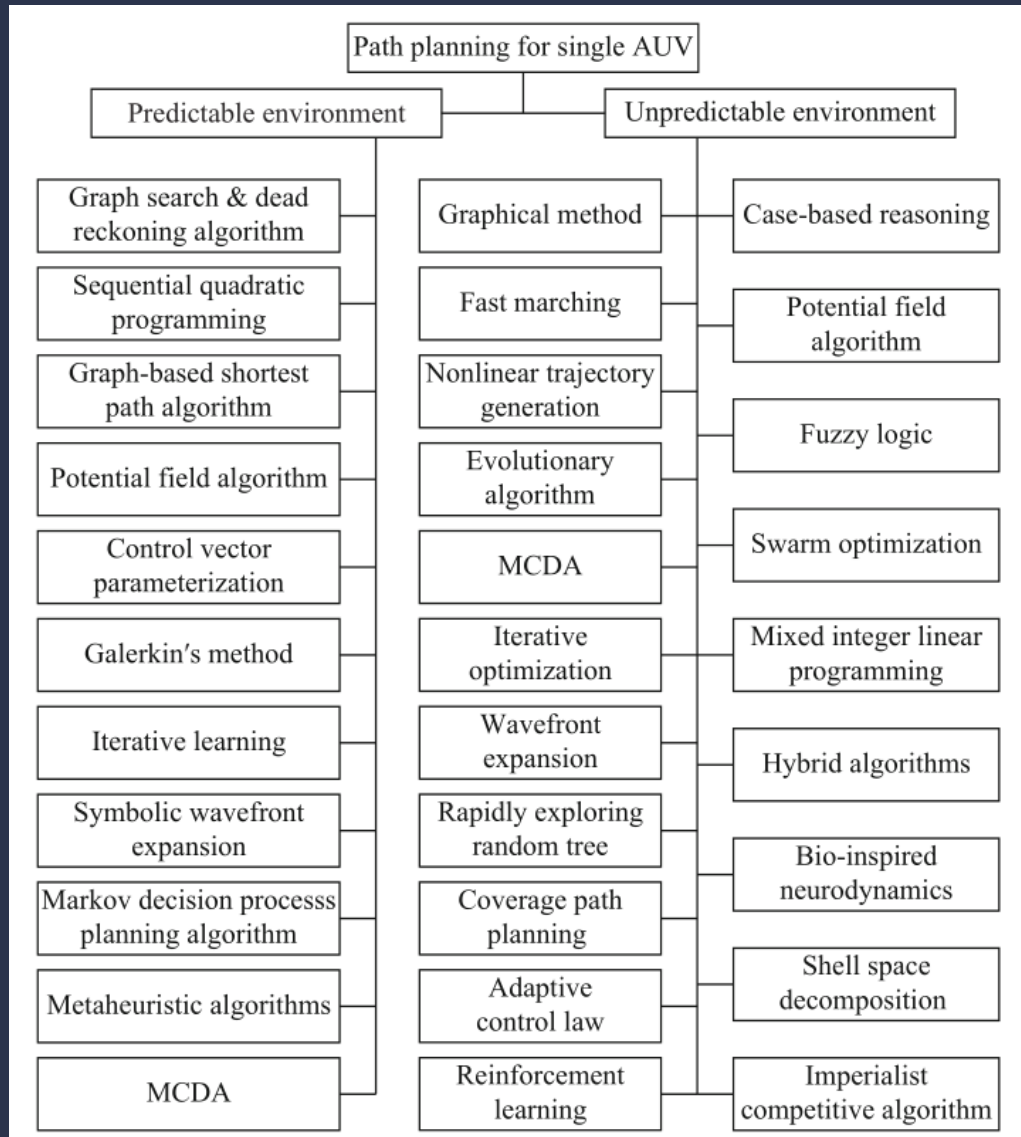 Path planning for single AUV
Predictable environment
Unpredictable environment
Graph search & dead
reckoning algorithm
Sequential quadratic
programming
Graph-based shortest
path algorithm
Potential field algorithm
Control vector
parameterization
Galerkin's method
Iterative learning
Symbolic wavefront
expansion
Markov decision processs
planning algorithm
Metaheuristic algorithms
MCDA
Graphical method
Fast marching
Nonlinear trajectory
generation
Evolutionary
algorithm
MCDA
Iterative
optimization
Wavefront
expansion
Rapidly exploring
random tree
Coverage path
planning
Adaptive
control law
Reinforcement
learning
Case-based reasoning
Potential field
algorithm
Fuzzy logic
Swarm optimization
Mixed integer linear
programming
Hybrid algorithms
Bio-inspired
neurodynamics
Shell space
decomposition
Imperialist
competitive algorithm